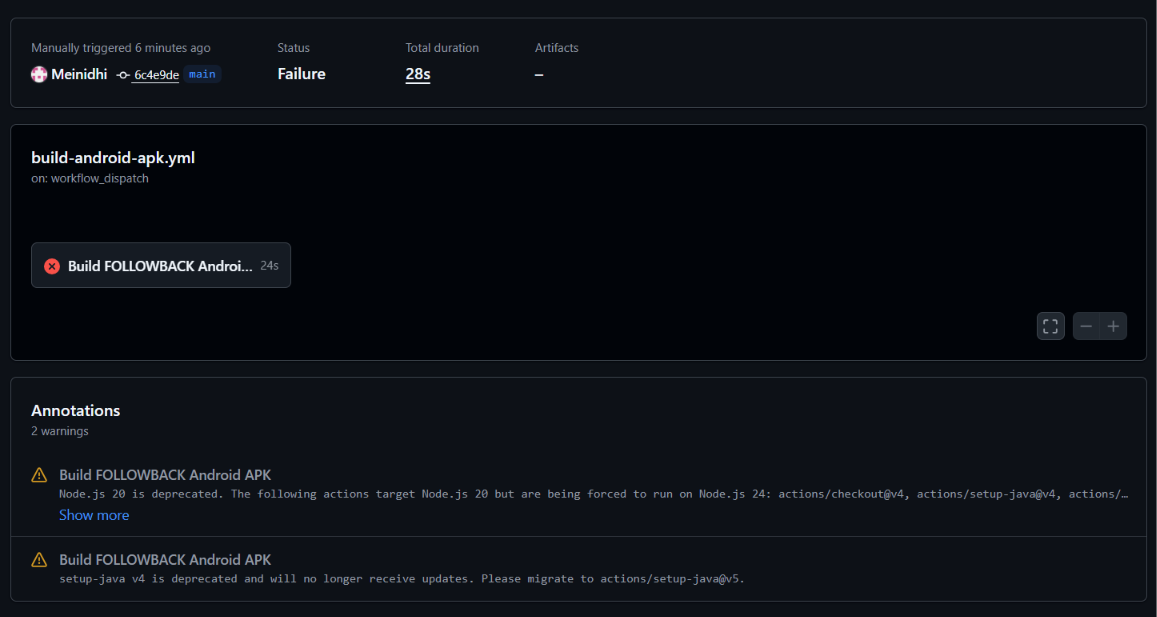 Manually triggered 6 minutes ago
Status
Total duration
Artifacts
Meinidhi 6c4e9de main
Failure
28s
–
build-android-apk.yml
on: workflow_dispatch
Build FOLLOWBACK Androi... 24s
Annotations
2 warnings
Build FOLLOWBACK Android APK
Node.js 20 is deprecated. The following actions target Node.js 20 but are being forced to run on Node.js 24: actions/checkout@v4, actions/setup-java@v4, actions/…
Show more
Build FOLLOWBACK Android APK
setup-java v4 is deprecated and will no longer receive updates. Please migrate to actions/setup-java@v5.